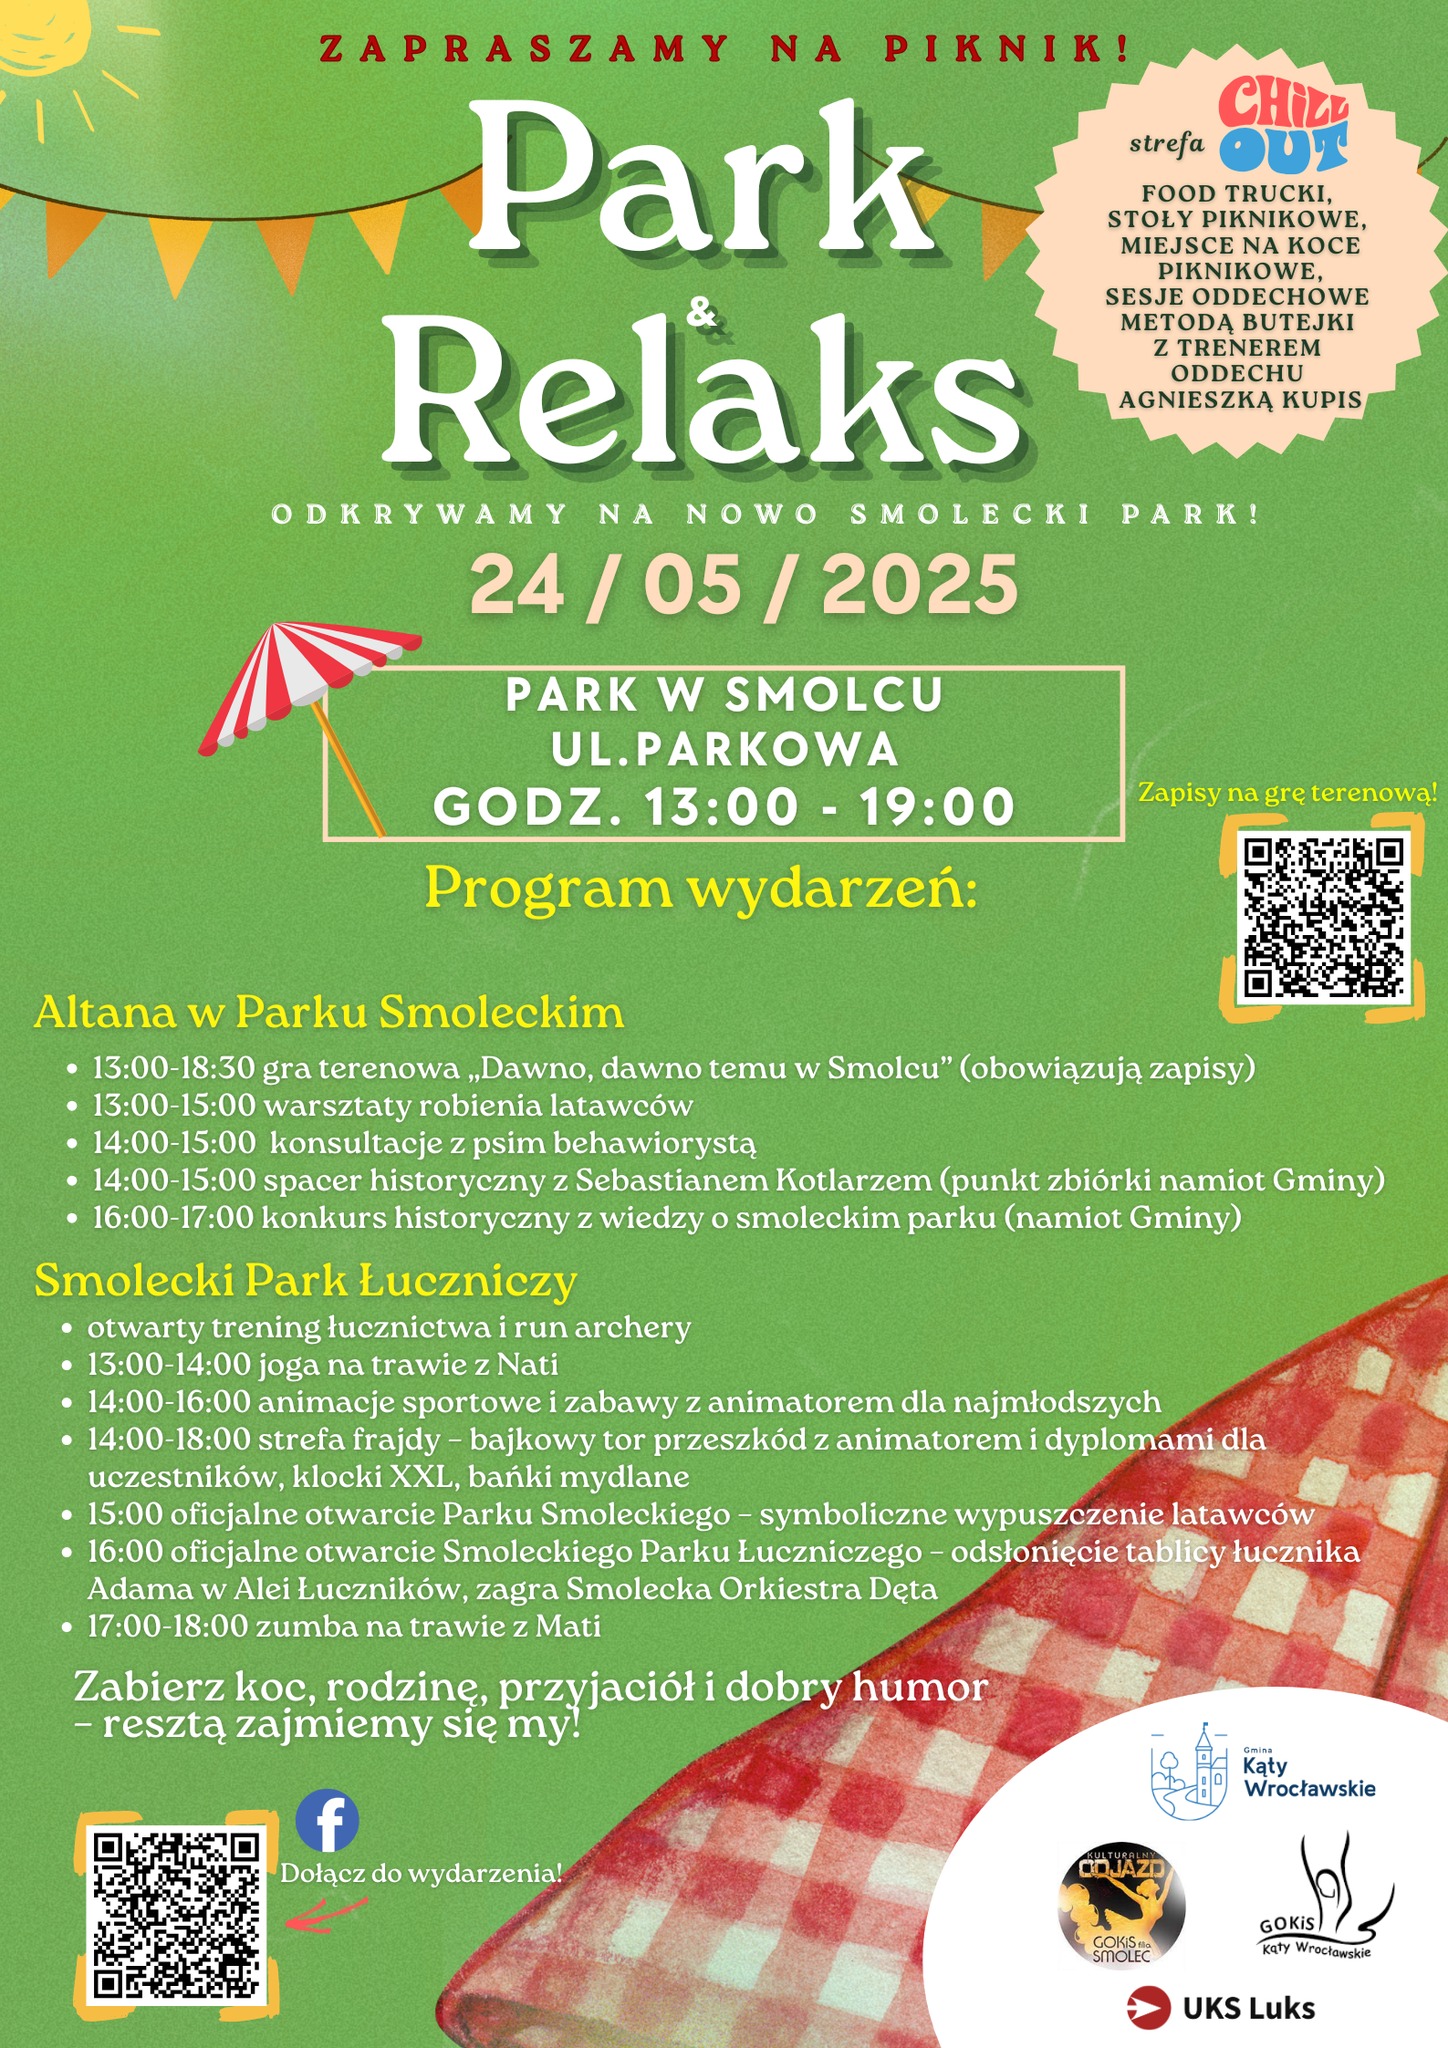 ZAPRASZAMY NA PIKNIK!
Park
&
Relaks
strefa CHILL
OUT
FOOD TRUCKI,
STOŁY PIKNIKOWE,
MIEJSCE NA KOCE
PIKNIKOWE,
SESJE ODDECHOWE
METODĄ BUTEJKI
Z TRENEREM
ODDECHU
AGNIESZKĄ KUPIS
ODKRYWAMY NA NOWO SMOLECKI PARK!
24 / 05 / 2025
PARK W SMOLCU
UL.PARKOWA
GODZ. 13:00 - 19:00
Zapisy na grę terenową!
Program wydarzeń:
Altana w Parku Smoleckim
• 13:00-18:30 gra terenowa „Dawno, dawno temu w Smolcu” (obowiązują zapisy)
• 13:00-15:00 warsztaty robienia latawców
• 14:00-15:00 konsultacje z psim behawiorystą
• 14:00-15:00 spacer historyczny z Sebastianem Kotlarzem (punkt zbiórki namiot Gminy)
• 16:00-17:00 konkurs historyczny z wiedzy o smoleckim parku (namiot Gminy)
Smolecki Park Łuczniczy
• otwarty trening łucznictwa i run archery
• 13:00-14:00 joga na trawie z Nati
• 14:00-16:00 animacje sportowe i zabawy z animatorem dla najmłodszych
• 14:00-18:00 strefa frajdy – bajkowy tor przeszkód z animatorem i dyplomami dla
uczestników, klocki XXL, bańki mydlane
• 15:00 oficjalne otwarcie Parku Smoleckiego – symboliczne wypuszczenie latawców
• 16:00 oficjalne otwarcie Smoleckiego Parku Łuczniczego – odsłonięcie tablicy łucznika
Adama w Alei Łuczników, zagra Smolecka Orkiestra Dęta
• 17:00-18:00 zumba na trawie z Mati
Zabierz koc, rodzinę, przyjaciół i dobry humor
– resztą zajmiemy się my!
Dołącz do wydarzenia!
Gmina
Kąty
Wrocławskie
KULTURALNY
ODJAZD
GOKiS filia
SMOLEC
GOKiS
Kąty Wrocławskie
UKS Luks